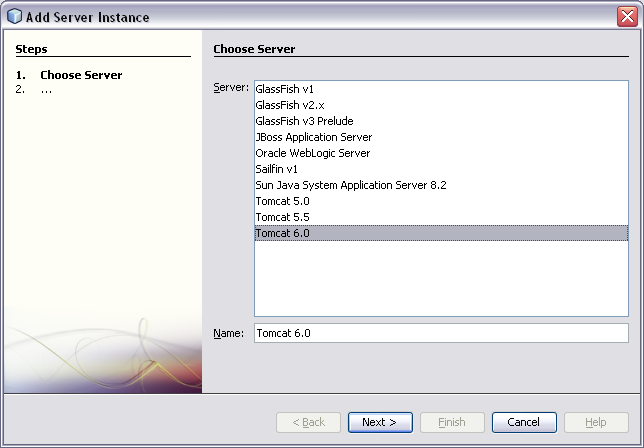 Add Server Instance
Steps
1. Choose Server
2. ...
Choose Server
Server:
GlassFish v1
GlassFish v2.x
GlassFish v3 Prelude
JBoss Application Server
Oracle WebLogic Server
Sailfin v1
Sun Java System Application Server 8.2
Tomcat 5.0
Tomcat 5.5
Tomcat 6.0
Name: Tomcat 6.0
< Back Next > Finish Cancel Help